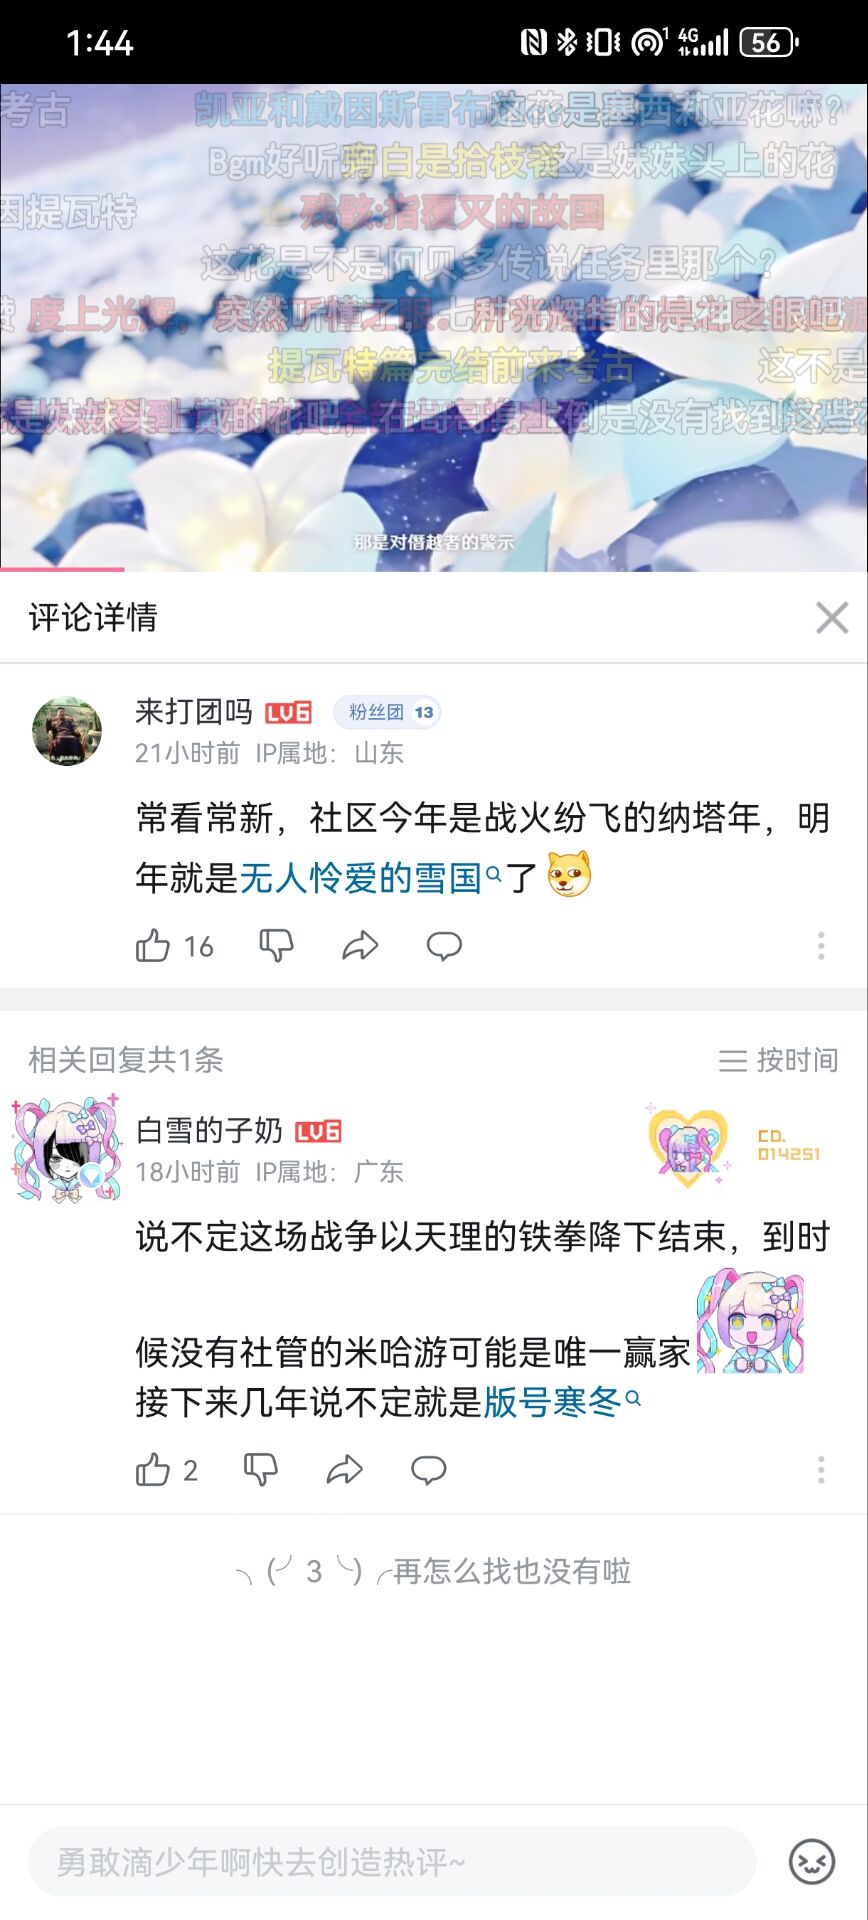 1:44
4G
56
考古
凯亚和戴因斯雷布
这花是塞西莉亚花嘛？
Bgm好听
旁白是拾枝者
这是妹妹头上的花
因提瓦特
残骸:指覆灭的故国
这花是不是阿贝多传说任务里那个？
度上光辉，
突然听懂了
七种光辉指的是神之眼吧
提瓦特篇完结前来考古
这不是
是妹妹头上戴的花吧
在哥哥身上倒是没有找到这些花
那是对僭越者的警示
评论详情
来打团吗 LV6 粉丝团 13
21小时前 IP属地：山东
常看常新，社区今年是战火纷飞的纳塔年，明
年就是无人怜爱的雪国了
16
相关回复共1条 按时间
白雪的子奶 LV6
CD.
014251
18小时前 IP属地：广东
说不定这场战争以天理的铁拳降下结束，到时
候没有社管的米哈游可能是唯一赢家
接下来几年说不定就是版号寒冬
2
╮(╯3╰)╭再怎么找也没有啦
勇敢滴少年啊快去创造热评~